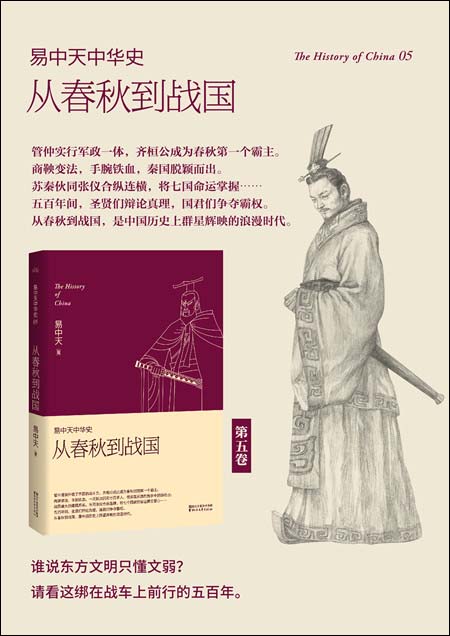 易中天中华史
The History of China 05
从春秋到战国
管仲实行军政一体，齐桓公成为春秋第一个霸主。
商鞅变法，手腕铁血，秦国脱颖而出。
苏秦伙同张仪合纵连横，将七国命运掌握……
五百年间，圣贤们辩论真理，国君们争夺霸权。
从春秋到战国，是中国历史上群星辉映的浪漫时代。
The History
of
China
易中天
从春秋到战国
易中天
易中天中华史
从春秋到战国
第五卷
谁说东方文明只懂文弱？
请看这绑在战车上前行的五百年。